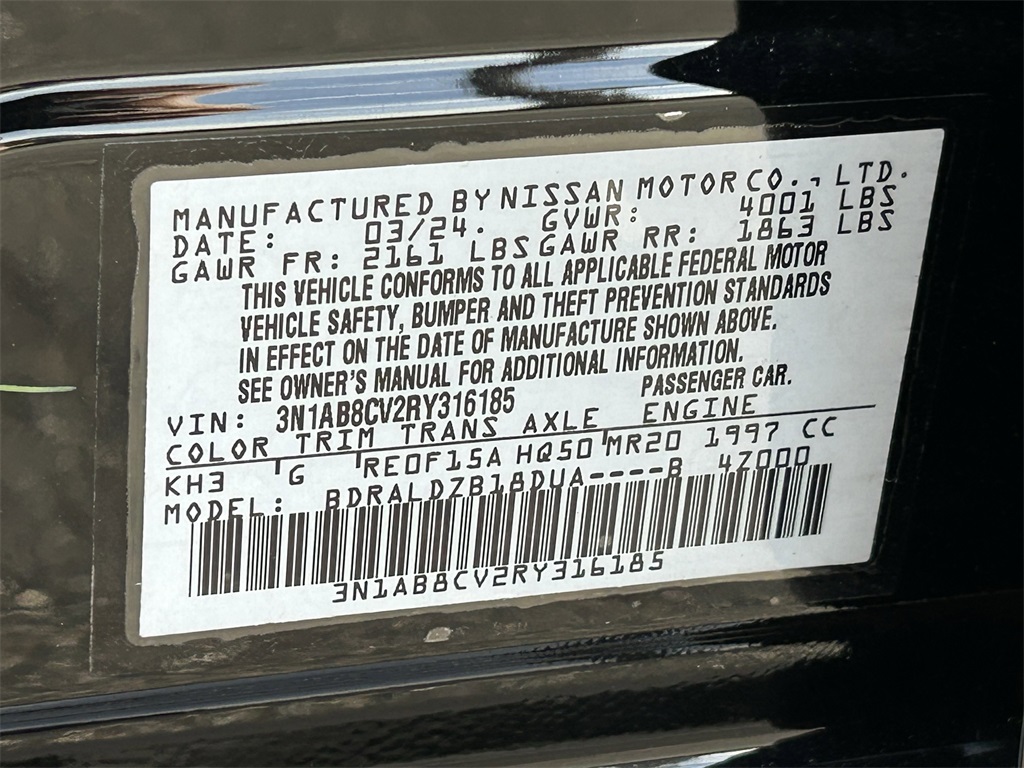 MANUFACTURED BY NISSAN MOTOR CO., LTD.
DATE: 03/24. GVWR: 4001 LBS
GAWR FR: 2161 LBS GAWR RR: 1863 LBS
THIS VEHICLE CONFORMS TO ALL APPLICABLE FEDERAL MOTOR
VEHICLE SAFETY, BUMPER AND THEFT PREVENTION STANDARDS
IN EFFECT ON THE DATE OF MANUFACTURE SHOWN ABOVE.
SEE OWNER'S MANUAL FOR ADDITIONAL INFORMATION.
VIN: 3N1AB8CV2RY316185 PASSENGER CAR.
COLOR TRIM TRANS AXLE ENGINE
KH3 G RE0F15A HQ50 MR20 1997 CC
MODEL: BDRALDZB18DUA----B 4Z000
3N1AB8CV2RY316185